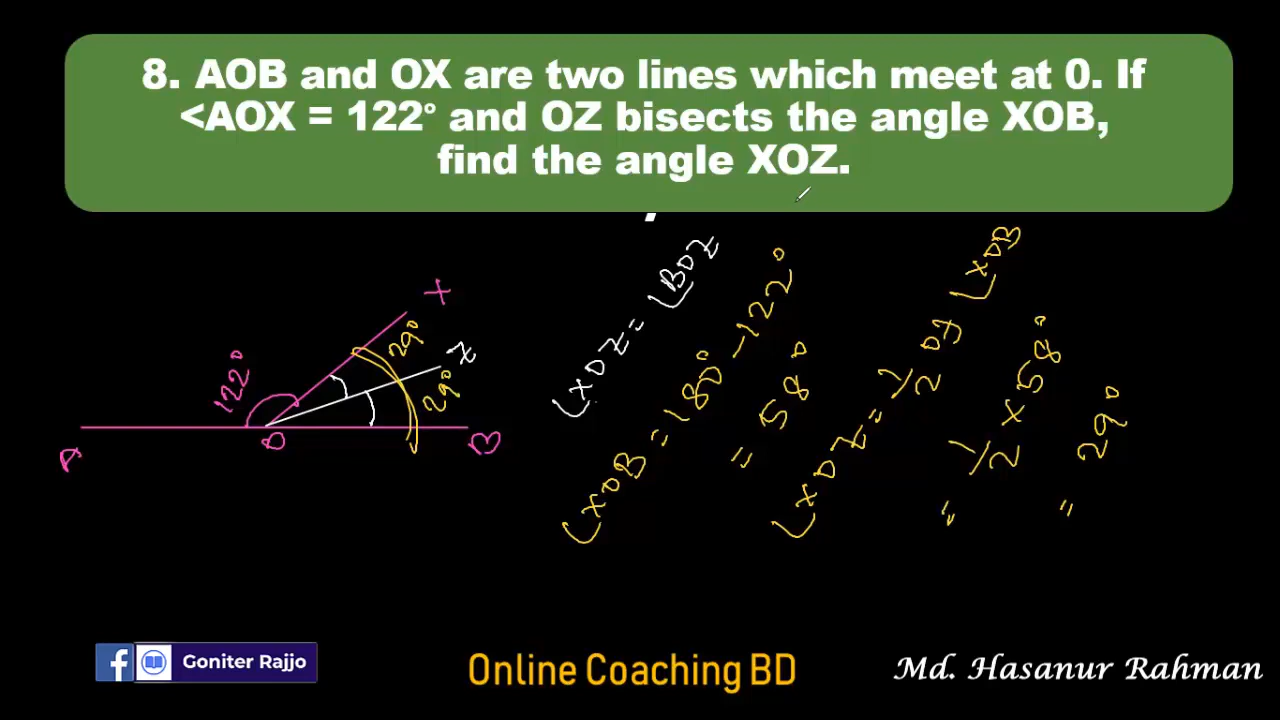 8. AOB and OX are two lines which meet at 0. If
<AOX = 122° and OZ bisects the angle XOB,
find the angle XOZ.
X
Z
29°
29°
122°
A
O
B
∠XOZ = ∠BOZ
∠XOB = 180° - 122°
= 58°
∠XOZ = 1/2 of ∠XOB
= 1/2 × 58°
= 29°
Goniter Rajjo
Online Coaching BD
Md. Hasanur Rahman